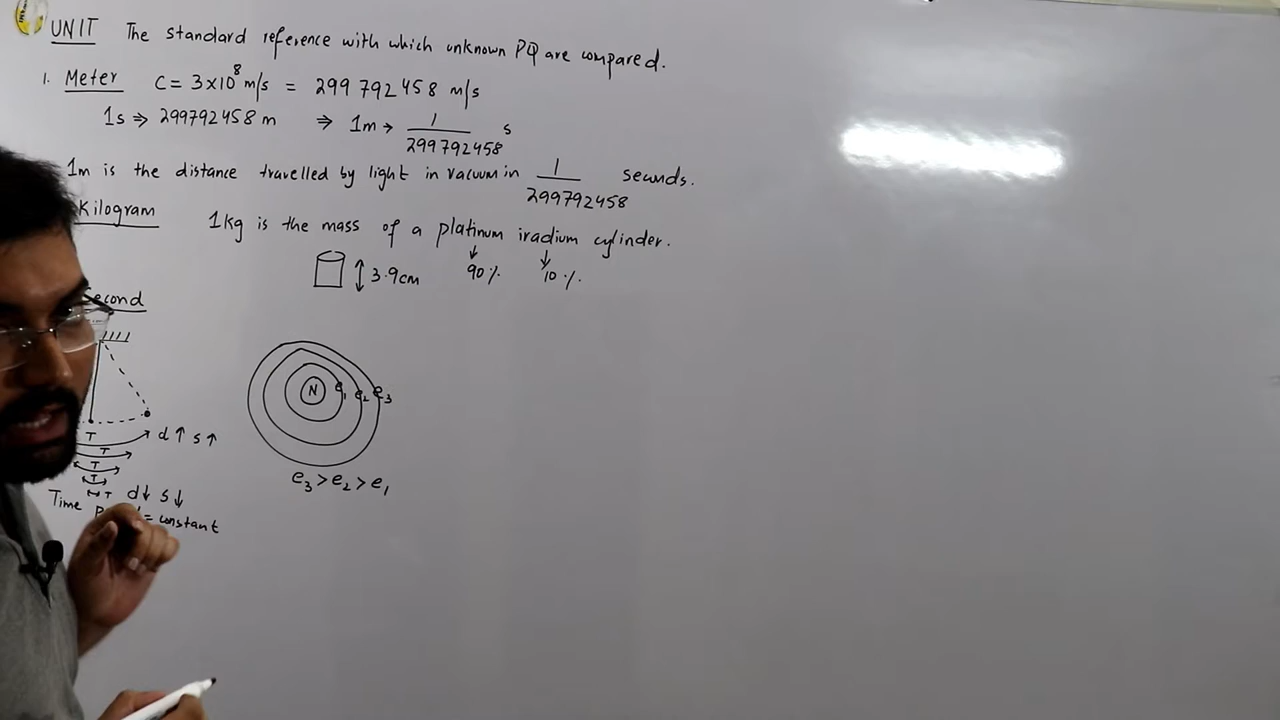 UNIT The standard reference with which unknown PQ are compared.
1. Meter C = 3×10⁸ m/s = 299 792 458 m/s
1s ⇒ 299792458 m ⇒ 1m → 1/299792458 s
1m is the distance travelled by light in vacuum in 1/299792458 seconds.
Kilogram 1kg is the mass of a platinum iradium cylinder.
3.9cm 90% 10%
econd
N e₁ e₂ e₃
T d↑ s↑
T
T
T
T d↓ s↓
e₃ > e₂ > e₁
Time = constant